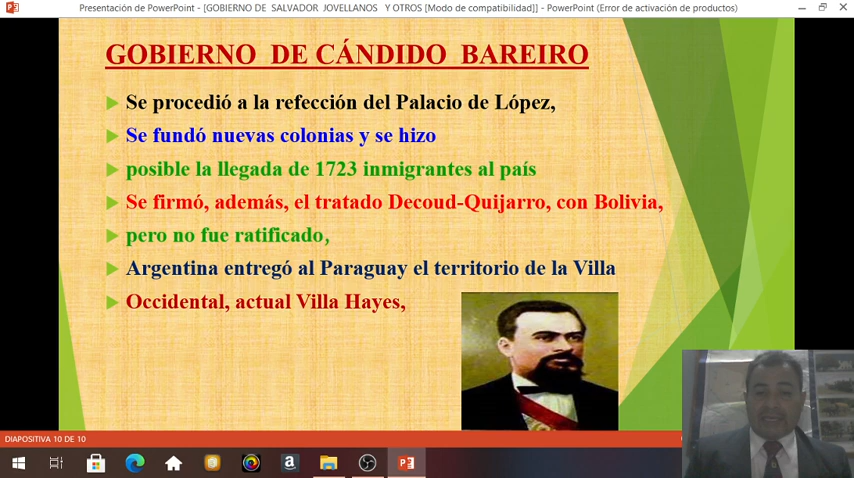 Presentación de PowerPoint - [GOBIERNO DE SALVADOR JOVELLANOS Y OTROS [Modo de compatibilidad]] - PowerPoint (Error de activación de productos)
GOBIERNO DE CÁNDIDO BAREIRO
Se procedió a la refección del Palacio de López,
Se fundó nuevas colonias y se hizo
posible la llegada de 1723 inmigrantes al país
Se firmó, además, el tratado Decoud-Quijarro, con Bolivia,
pero no fue ratificado,
Argentina entregó al Paraguay el territorio de la Villa
Occidental, actual Villa Hayes,
DIAPOSITIVA 10 DE 10